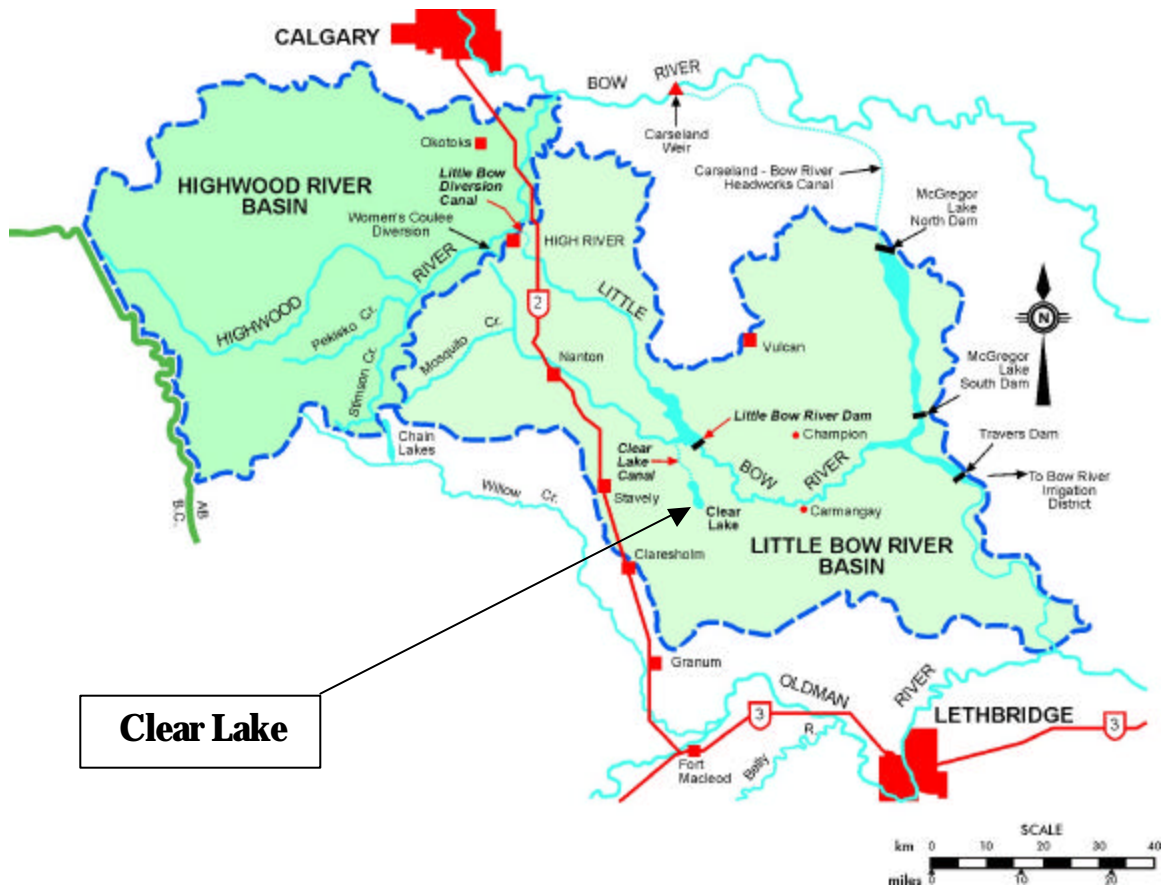 CALGARY
BOW RIVER
Carseland
Weir
Okotoks
Little Bow
Diversion
Canal
HIGHWOOD RIVER
BASIN
Carseland - Bow River
Headworks Canal
McGregor
Lake
North Dam
Women's Coulee
Diversion
HIGH RIVER
HIGHWOOD RIVER
LITTLE
2
N
Pekisko Cr.
Mosquito Cr.
Stimson Cr.
Nanton
Vulcan
McGregor
Lake
South Dam
Little Bow River Dam
Champion
Travers Dam
Chain
Lakes
Clear
Lake
Canal
BOW RIVER
To Bow River
Irrigation
District
Willow Cr.
Stavely
Clear
Lake
Carmangay
AB
B.C.
LITTLE BOW RIVER
BASIN
Claresholm
Granum
OLDMAN RIVER
Clear Lake
3
LETHBRIDGE
3
Belly R.
Fort
Macleod
SCALE
km 0 10 20 30 40
miles 0 10 20